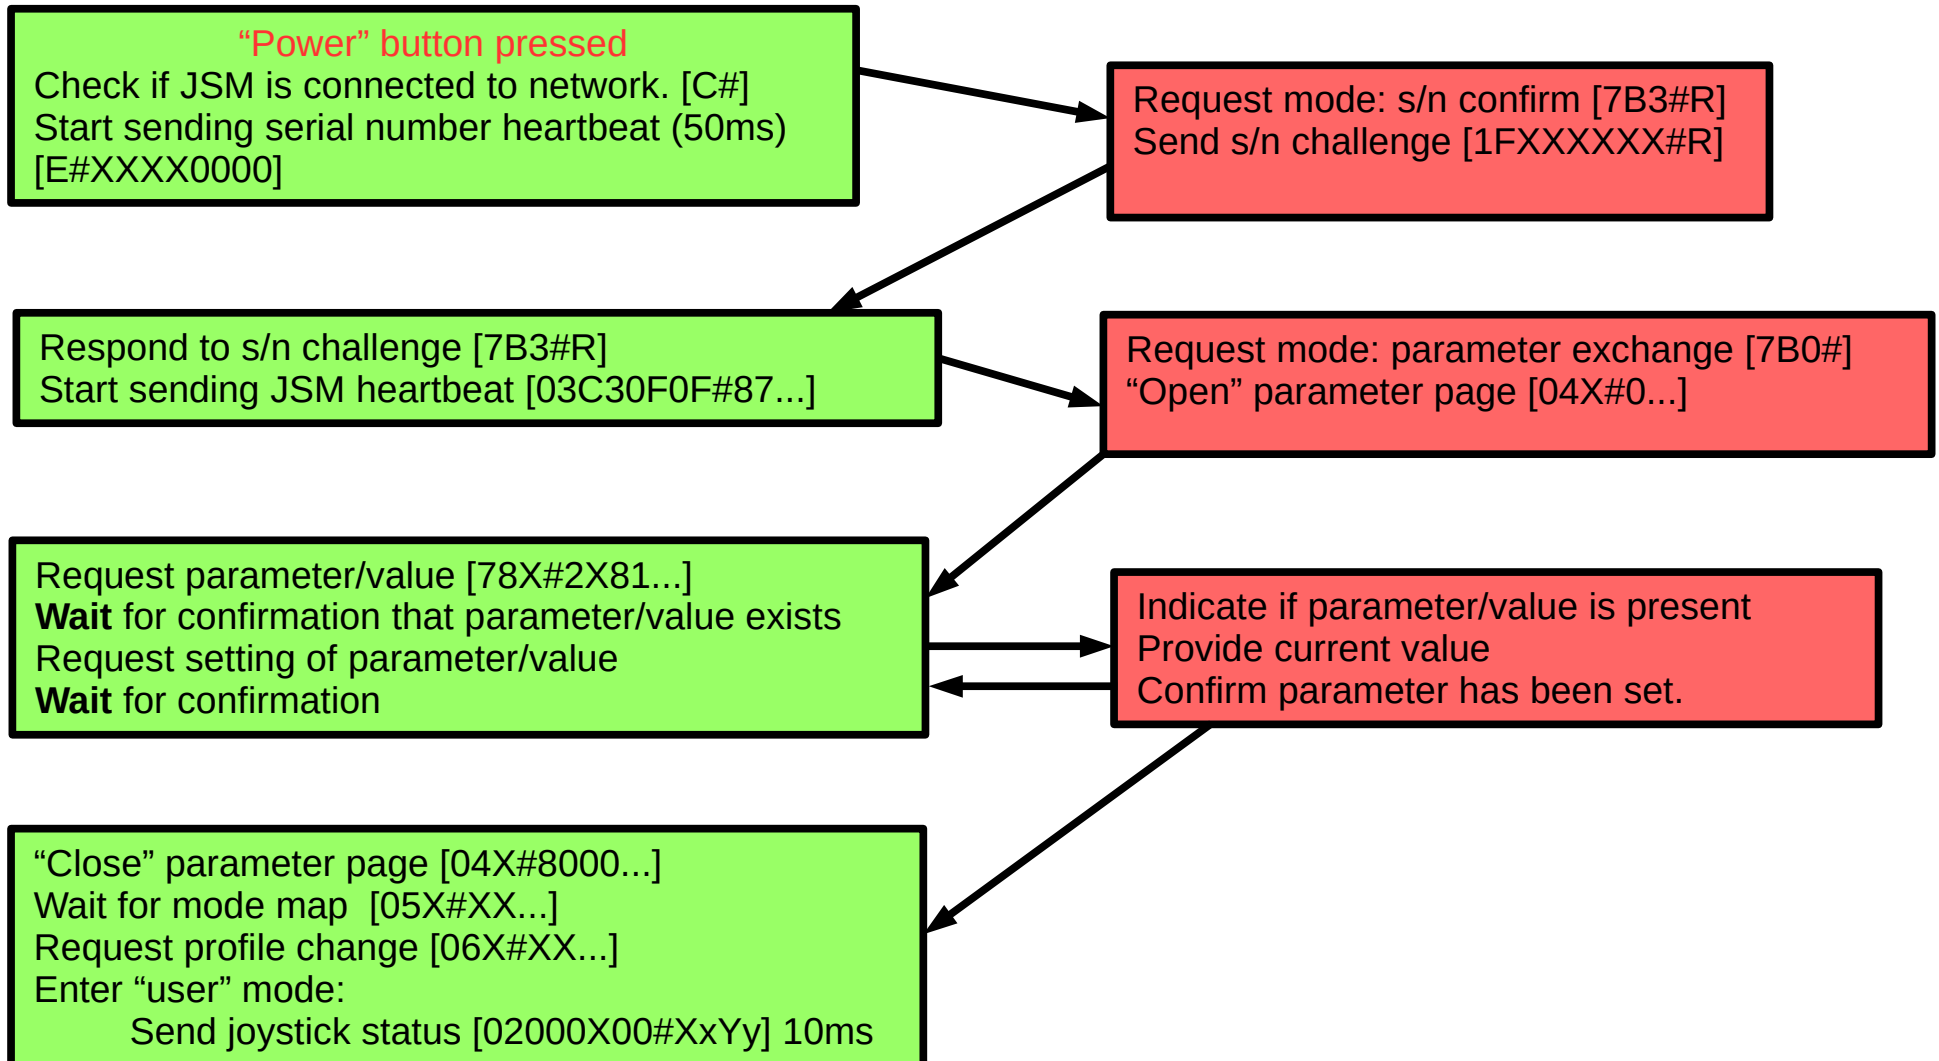 “Power” button pressed
Check if JSM is connected to network. [C#]
Start sending serial number heartbeat (50ms)
[E#XXXX0000]
Request mode: s/n confirm [7B3#R]
Send s/n challenge [1FXXXXXX#R]
Respond to s/n challenge [7B3#R]
Start sending JSM heartbeat [03C30F0F#87...]
Request mode: parameter exchange [7B0#]
“Open” parameter page [04X#0...]
Request parameter/value [78X#2X81...]
Wait for confirmation that parameter/value exists
Request setting of parameter/value
Wait for confirmation
Indicate if parameter/value is present
Provide current value
Confirm parameter has been set.
“Close” parameter page [04X#8000...]
Wait for mode map  [05X#XX...]
Request profile change [06X#XX...]
Enter “user” mode:
Send joystick status [02000X00#XxYy] 10ms